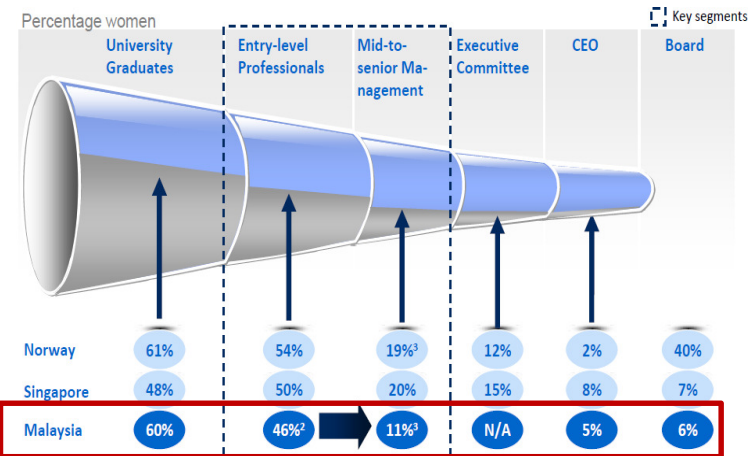 Percentage women
Key segments
University Graduates
Entry-level Professionals
Mid-to-senior Ma-nagement
Executive Committee
CEO
Board
Norway 61% 54% 19%³ 12% 2% 40%
Singapore 48% 50% 20% 15% 8% 7%
Malaysia 60% 46%² 11%³ N/A 5% 6%